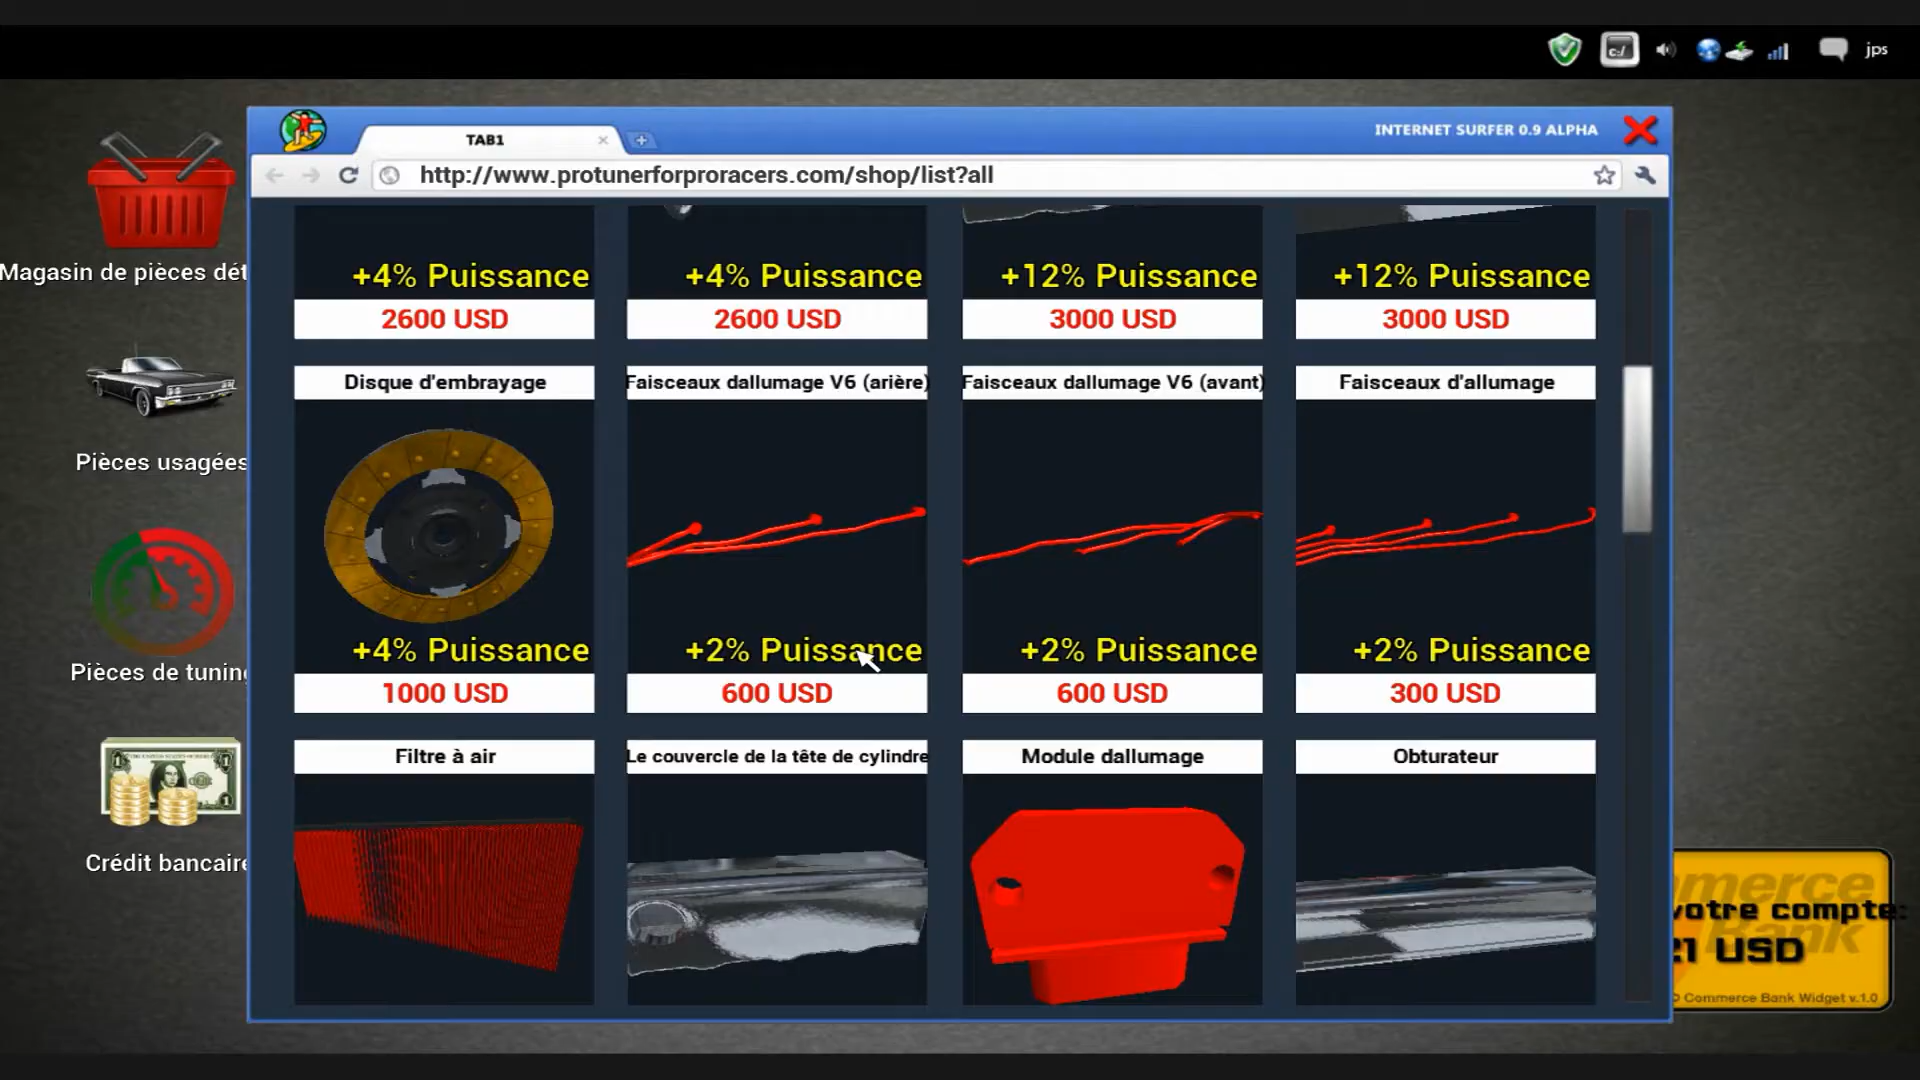 jps
TAB1
INTERNET SURFER 0.9 ALPHA
http://www.protunerforproracers.com/shop/list?all
+4% Puissance
2600 USD
+4% Puissance
2600 USD
+12% Puissance
3000 USD
+12% Puissance
3000 USD
Disque d'embrayage
+4% Puissance
1000 USD
Faisceaux dallumage V6 (arière)
+2% Puissance
600 USD
Faisceaux dallumage V6 (avant)
+2% Puissance
600 USD
Faisceaux d'allumage
+2% Puissance
300 USD
Filtre à air
Le couvercle de la tête de cylindre
Module dallumage
Obturateur
Magasin de pièces dét
Pièces usagées
Pièces de tuning
Crédit bancaire
votre compte:
21 USD
© Commerce Bank Widget v.1.0